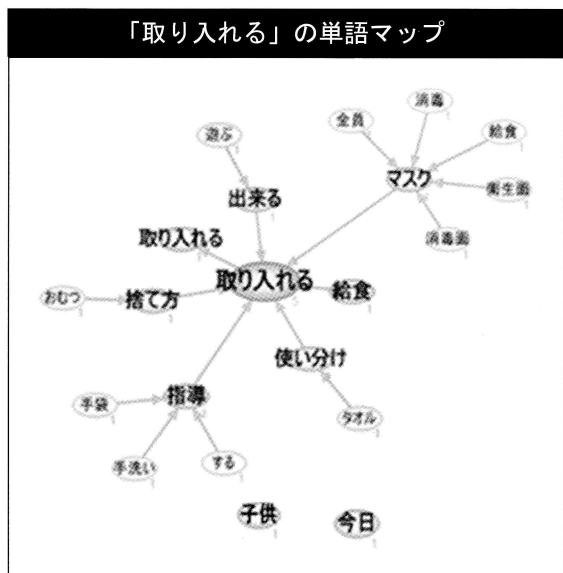 「取り入れる」の単語マップ
消毒
全員
給食
遊ぶ
マスク
衛生面
出来る
消毒面
取り入れる
取り入れる
給食
おむつ
捨て方
使い分け
指導
手袋
タオル
手洗い
する
子供
今日